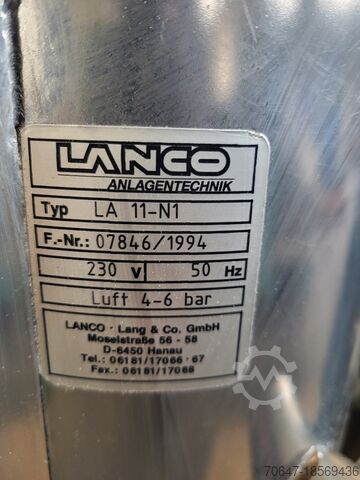 LANCO
ANLAGENTECHNIK
Typ LA 11-N1
F.-Nr.: 07846/1994
230 V 50 Hz
Luft 4-6 bar
LANCO · Lang & Co. GmbH
Moselstraße 56 - 58
D-6450 Hanau
Tel.: 06181/17066 · 67
Fax.: 06181/17068
70647-18569436